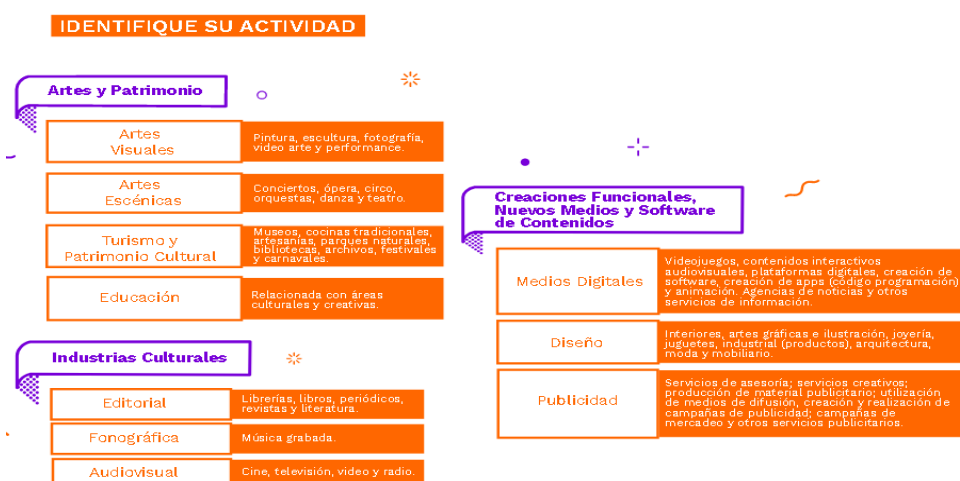 IDENTIFIQUE SU ACTIVIDAD
Artes y Patrimonio
Artes
Visuales
Pintura, escultura, fotografía,
video arte y performance.
Artes
Escénicas
Conciertos, ópera, circo,
orquestas, danza y teatro.
Turismo y
Patrimonio Cultural
Museos, cocinas tradicionales,
artesanías, parques naturales,
bibliotecas, archivos, festivales
y carnavales.
Educación
Relacionada con áreas
culturales y creativas.
Industrias Culturales
Editorial
Librerías, libros, periódicos,
revistas y literatura.
Fonográfica
Música grabada.
Audiovisual
Cine, televisión, video y radio.
Creaciones Funcionales,
Nuevos Medios y Software
de Contenidos
Medios Digitales
Videojuegos, contenidos interactivos
audiovisuales, plataformas digitales, creación de
software, creación de apps (código programación)
y animación. Agencias de noticias y otros
servicios de información.
Diseño
Interiores, artes gráficas e ilustración, joyería,
juguetes, industrial (productos), arquitectura,
moda y mobiliario.
Publicidad
Servicios de asesoría; servicios creativos;
producción de material publicitario; utilización
de medios de difusión, creación y realización de
campañas de publicidad; campañas de
mercadeo y otros servicios publicitarios.